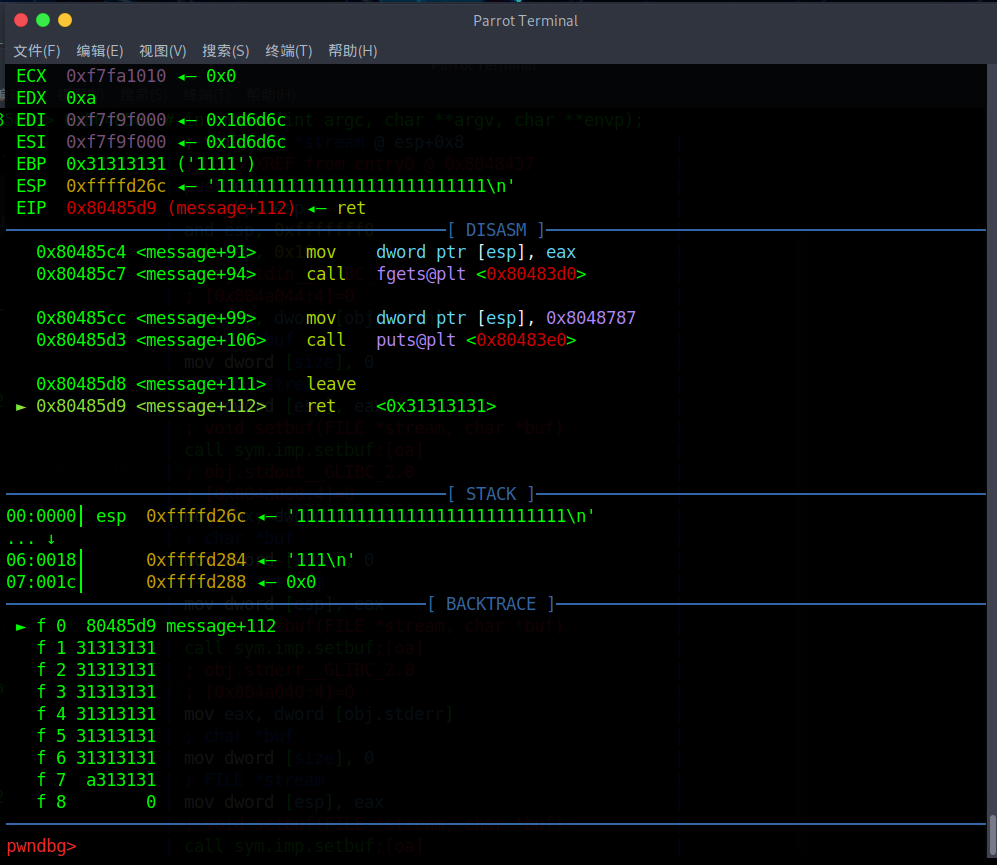 Parrot Terminal
文件(F) 编辑(E) 视图(V) 搜索(S) 终端(T) 帮助(H)
ECX 0xf7fa1010 ◂— 0x0
EDX 0xa
EDI 0xf7f9f000 ◂— 0x1d6d6c
ESI 0xf7f9f000 ◂— 0x1d6d6c
EBP 0x31313131 ('1111')
ESP 0xffffd26c ◂— '111111111111111111111111111\n'
EIP 0x80485d9 (message+112) ◂— ret
[ DISASM ]
0x80485c4 <message+91> mov dword ptr [esp], eax
0x80485c7 <message+94> call fgets@plt <0x80483d0>
0x80485cc <message+99> mov dword ptr [esp], 0x8048787
0x80485d3 <message+106> call puts@plt <0x80483e0>
0x80485d8 <message+111> leave
► 0x80485d9 <message+112> ret <0x31313131>
[ STACK ]
00:0000│ esp 0xffffd26c ◂— '111111111111111111111111111\n'
... ↓
06:0018│ 0xffffd284 ◂— '111\n'
07:001c│ 0xffffd288 ◂— 0x0
[ BACKTRACE ]
► f 0 80485d9 message+112
f 1 31313131
f 2 31313131
f 3 31313131
f 4 31313131
f 5 31313131
f 6 31313131
f 7 a313131
f 8 0
pwndbg>